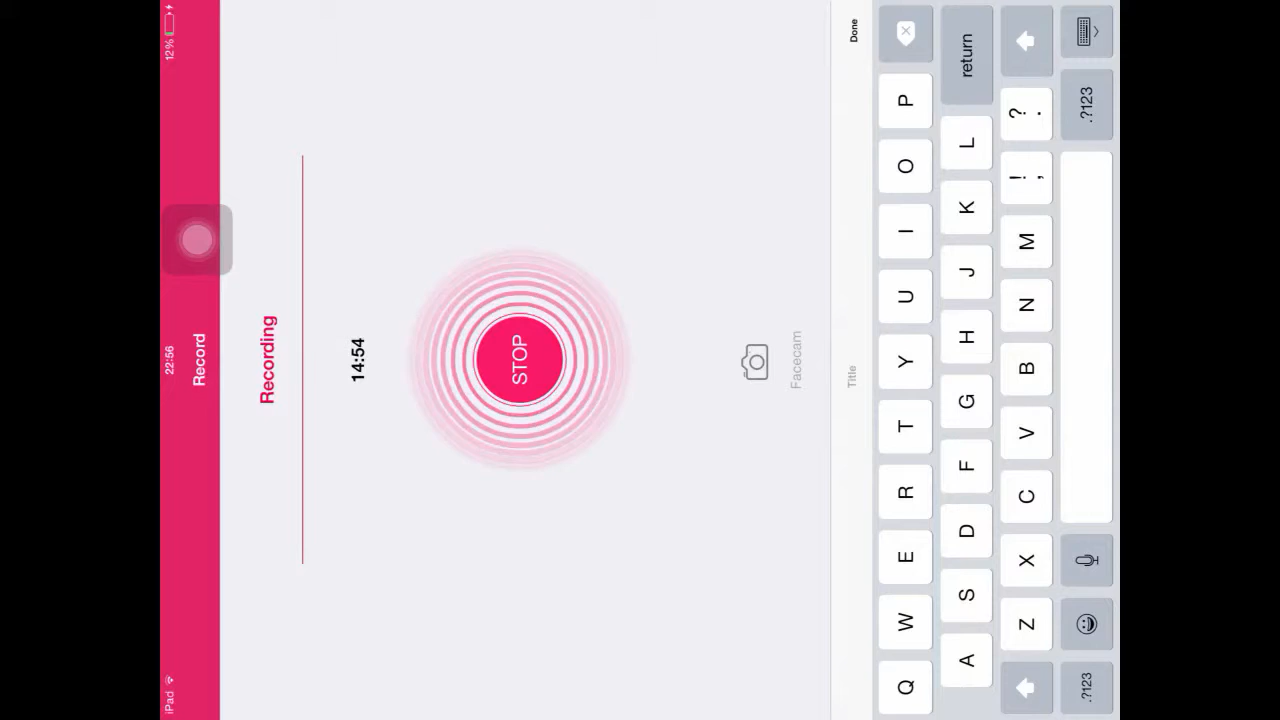 iPad 22:56 12%
Record
Recording
14:54
STOP
Facecam
Title Done
Q W E R T Y U I O P
A S D F G H J K L return
Z X C V B N M ! , ? .
.?123 .?123